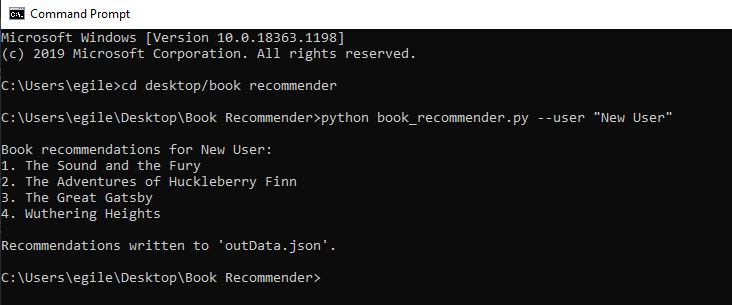 Command Prompt
Microsoft Windows [Version 10.0.18363.1198]
(c) 2019 Microsoft Corporation. All rights reserved.
C:\Users\egile>cd desktop/book recommender
C:\Users\egile\Desktop\Book Recommender>python book_recommender.py --user "New User"
Book recommendations for New User:
1. The Sound and the Fury
2. The Adventures of Huckleberry Finn
3. The Great Gatsby
4. Wuthering Heights
Recommendations written to 'outData.json'.
C:\Users\egile\Desktop\Book Recommender>